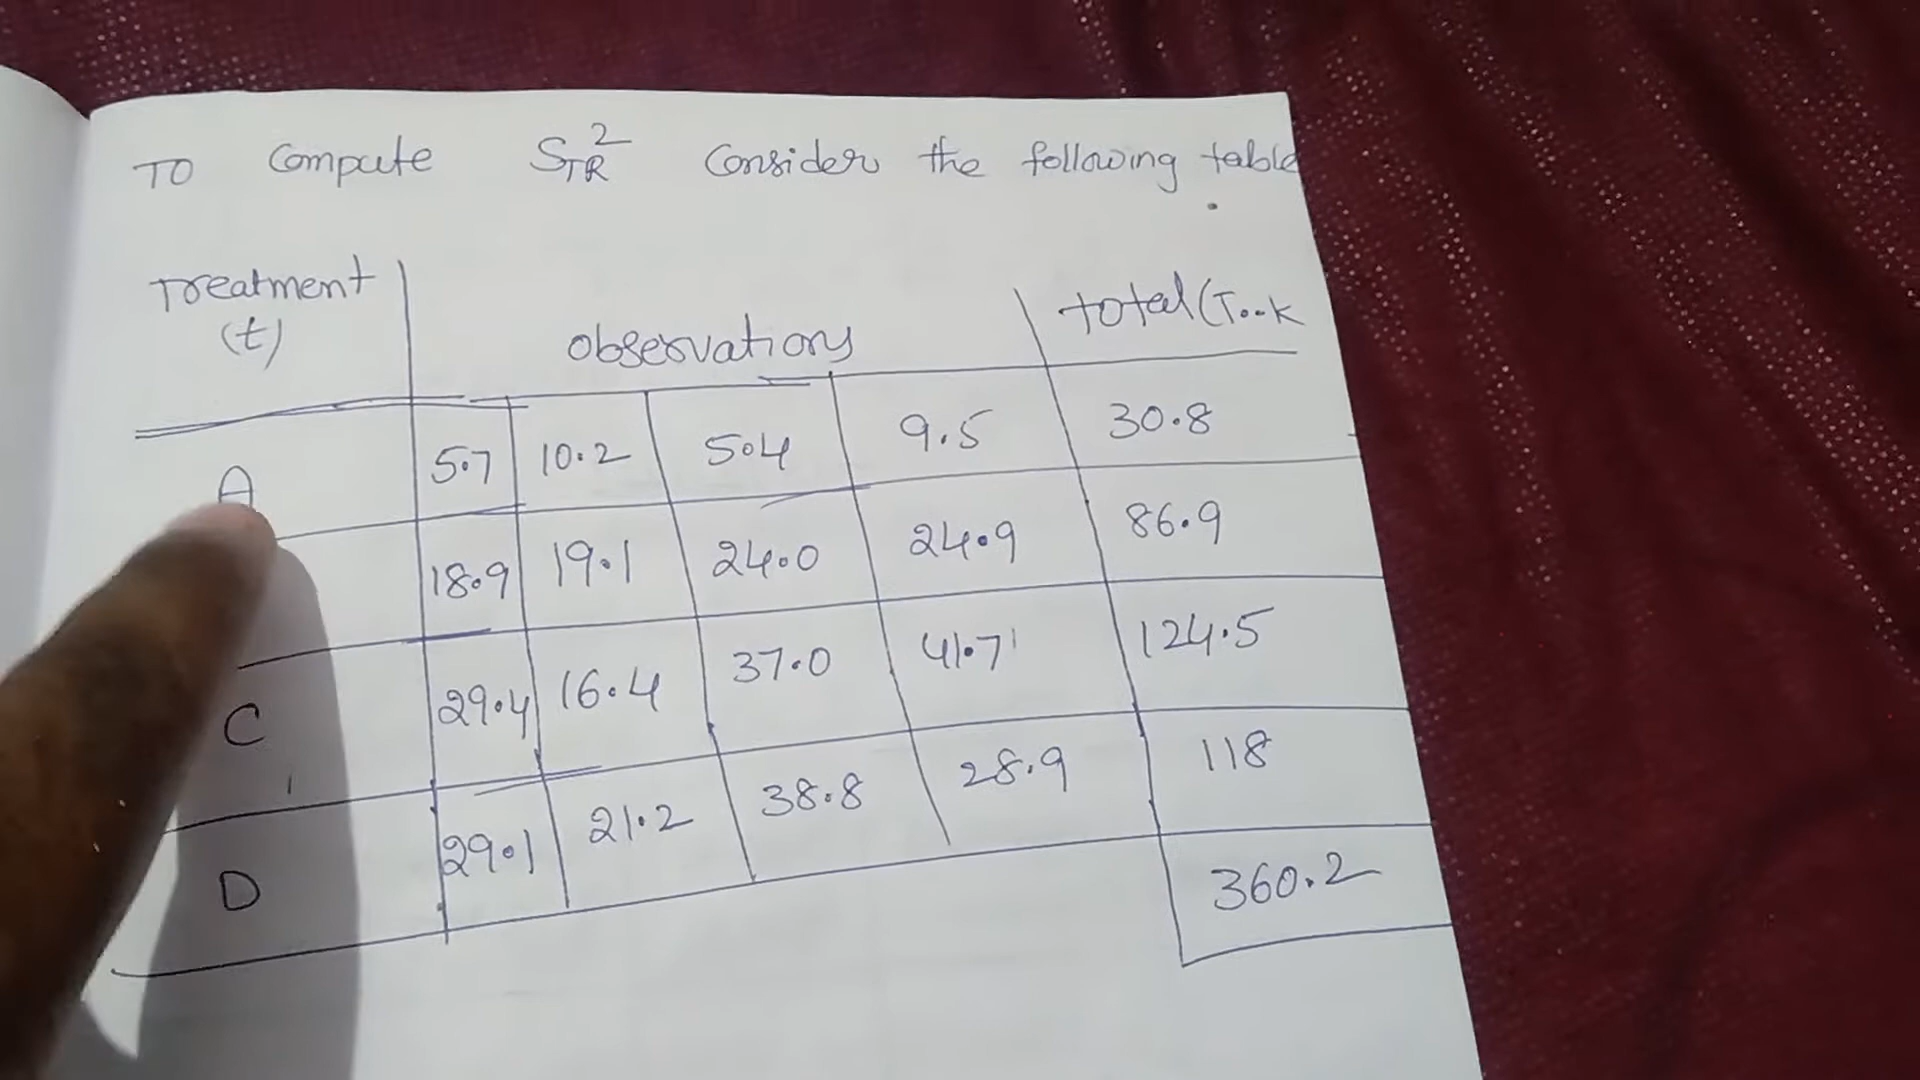 TO Compute STR² Consider the following table.
Treatment (t) observations total (T..k
A 5.7 10.2 5.4 9.5 30.8
18.9 19.1 24.0 24.9 86.9
C 29.4 16.4 37.0 41.7 124.5
D 29.1 21.2 38.8 28.9 118
360.2